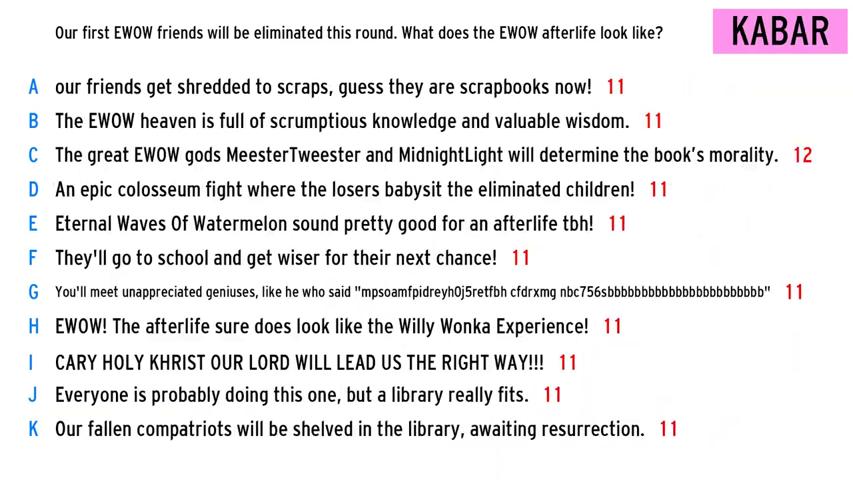 Our first EWOW friends will be eliminated this round. What does the EWOW afterlife look like?
KABAR
A our friends get shredded to scraps, guess they are scrapbooks now! 11
B The EWOW heaven is full of scrumptious knowledge and valuable wisdom. 11
C The great EWOW gods MeesterTweester and MidnightLight will determine the book's morality. 12
D An epic colosseum fight where the losers babysit the eliminated children! 11
E Eternal Waves Of Watermelon sound pretty good for an afterlife tbh! 11
F They'll go to school and get wiser for their next chance! 11
G You'll meet unappreciated geniuses, like he who said "mpsoamfpidreyh0j5retfbh cfdrxmg nbc756sbbbbbbbbbbbbbbbbbbbbbbbb" 11
H EWOW! The afterlife sure does look like the Willy Wonka Experience! 11
I CARY HOLY KHRIST OUR LORD WILL LEAD US THE RIGHT WAY!!! 11
J Everyone is probably doing this one, but a library really fits. 11
K Our fallen compatriots will be shelved in the library, awaiting resurrection. 11